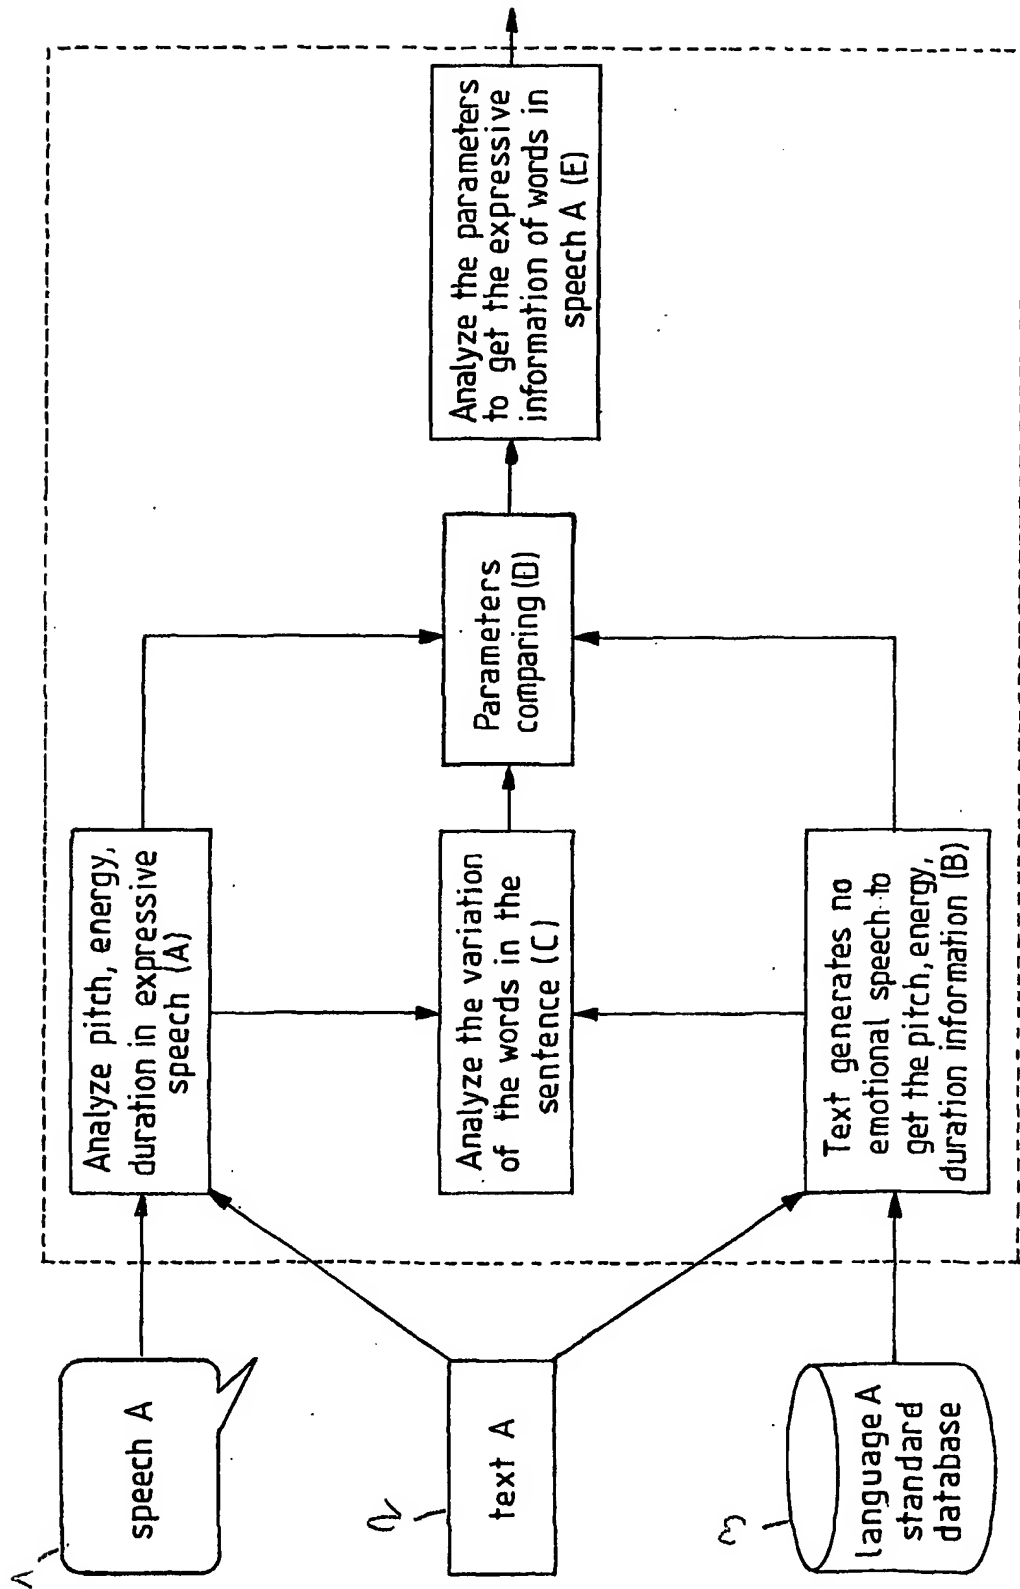 speech A
text A
language A
standard
database
Analyze pitch, energy,
duration in expressive
speech (A)
Analyze the variation
of the words in the
sentence (C)
Text generates no
emotional speech to
get the pitch, energy,
duration information (B)
Parameters
comparing (D)
Analyze the parameters
to get the expressive
information of words in
speech A (E)